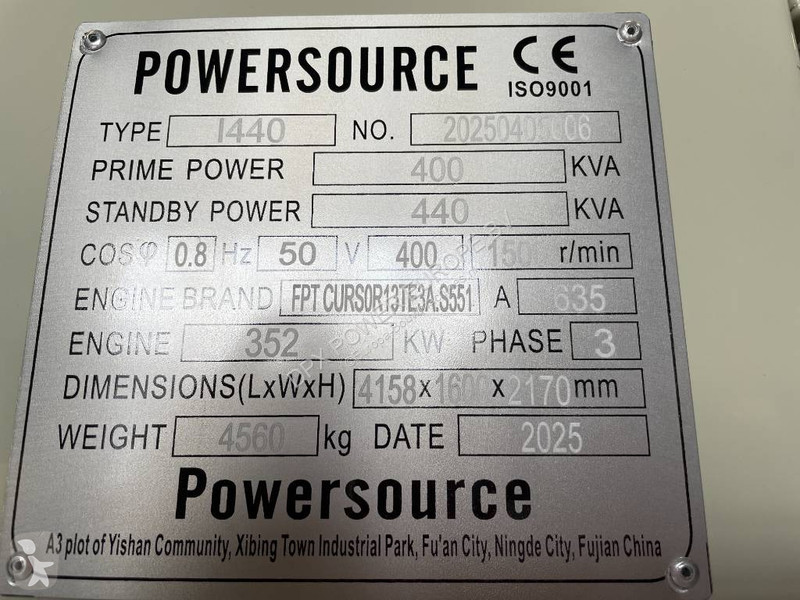 POWERSOURCE CE
ISO9001
TYPE I440 NO.
PRIME POWER 400 KVA
STANDBY POWER 440 KVA
COSφ 0.8 Hz 50 V 400 1500 r/min
ENGINE BRAND FPT CURSOR13TE3A.S551 A 635
ENGINE 352 KW PHASE 3
DIMENSIONS(LxWxH) 4158x1600x2170mm
WEIGHT 4560 kg DATE 2025
Powersource
A3 plot of Yishan Community, Xibing Town Industrial Park, Fu'an City, Ningde City, Fujian China